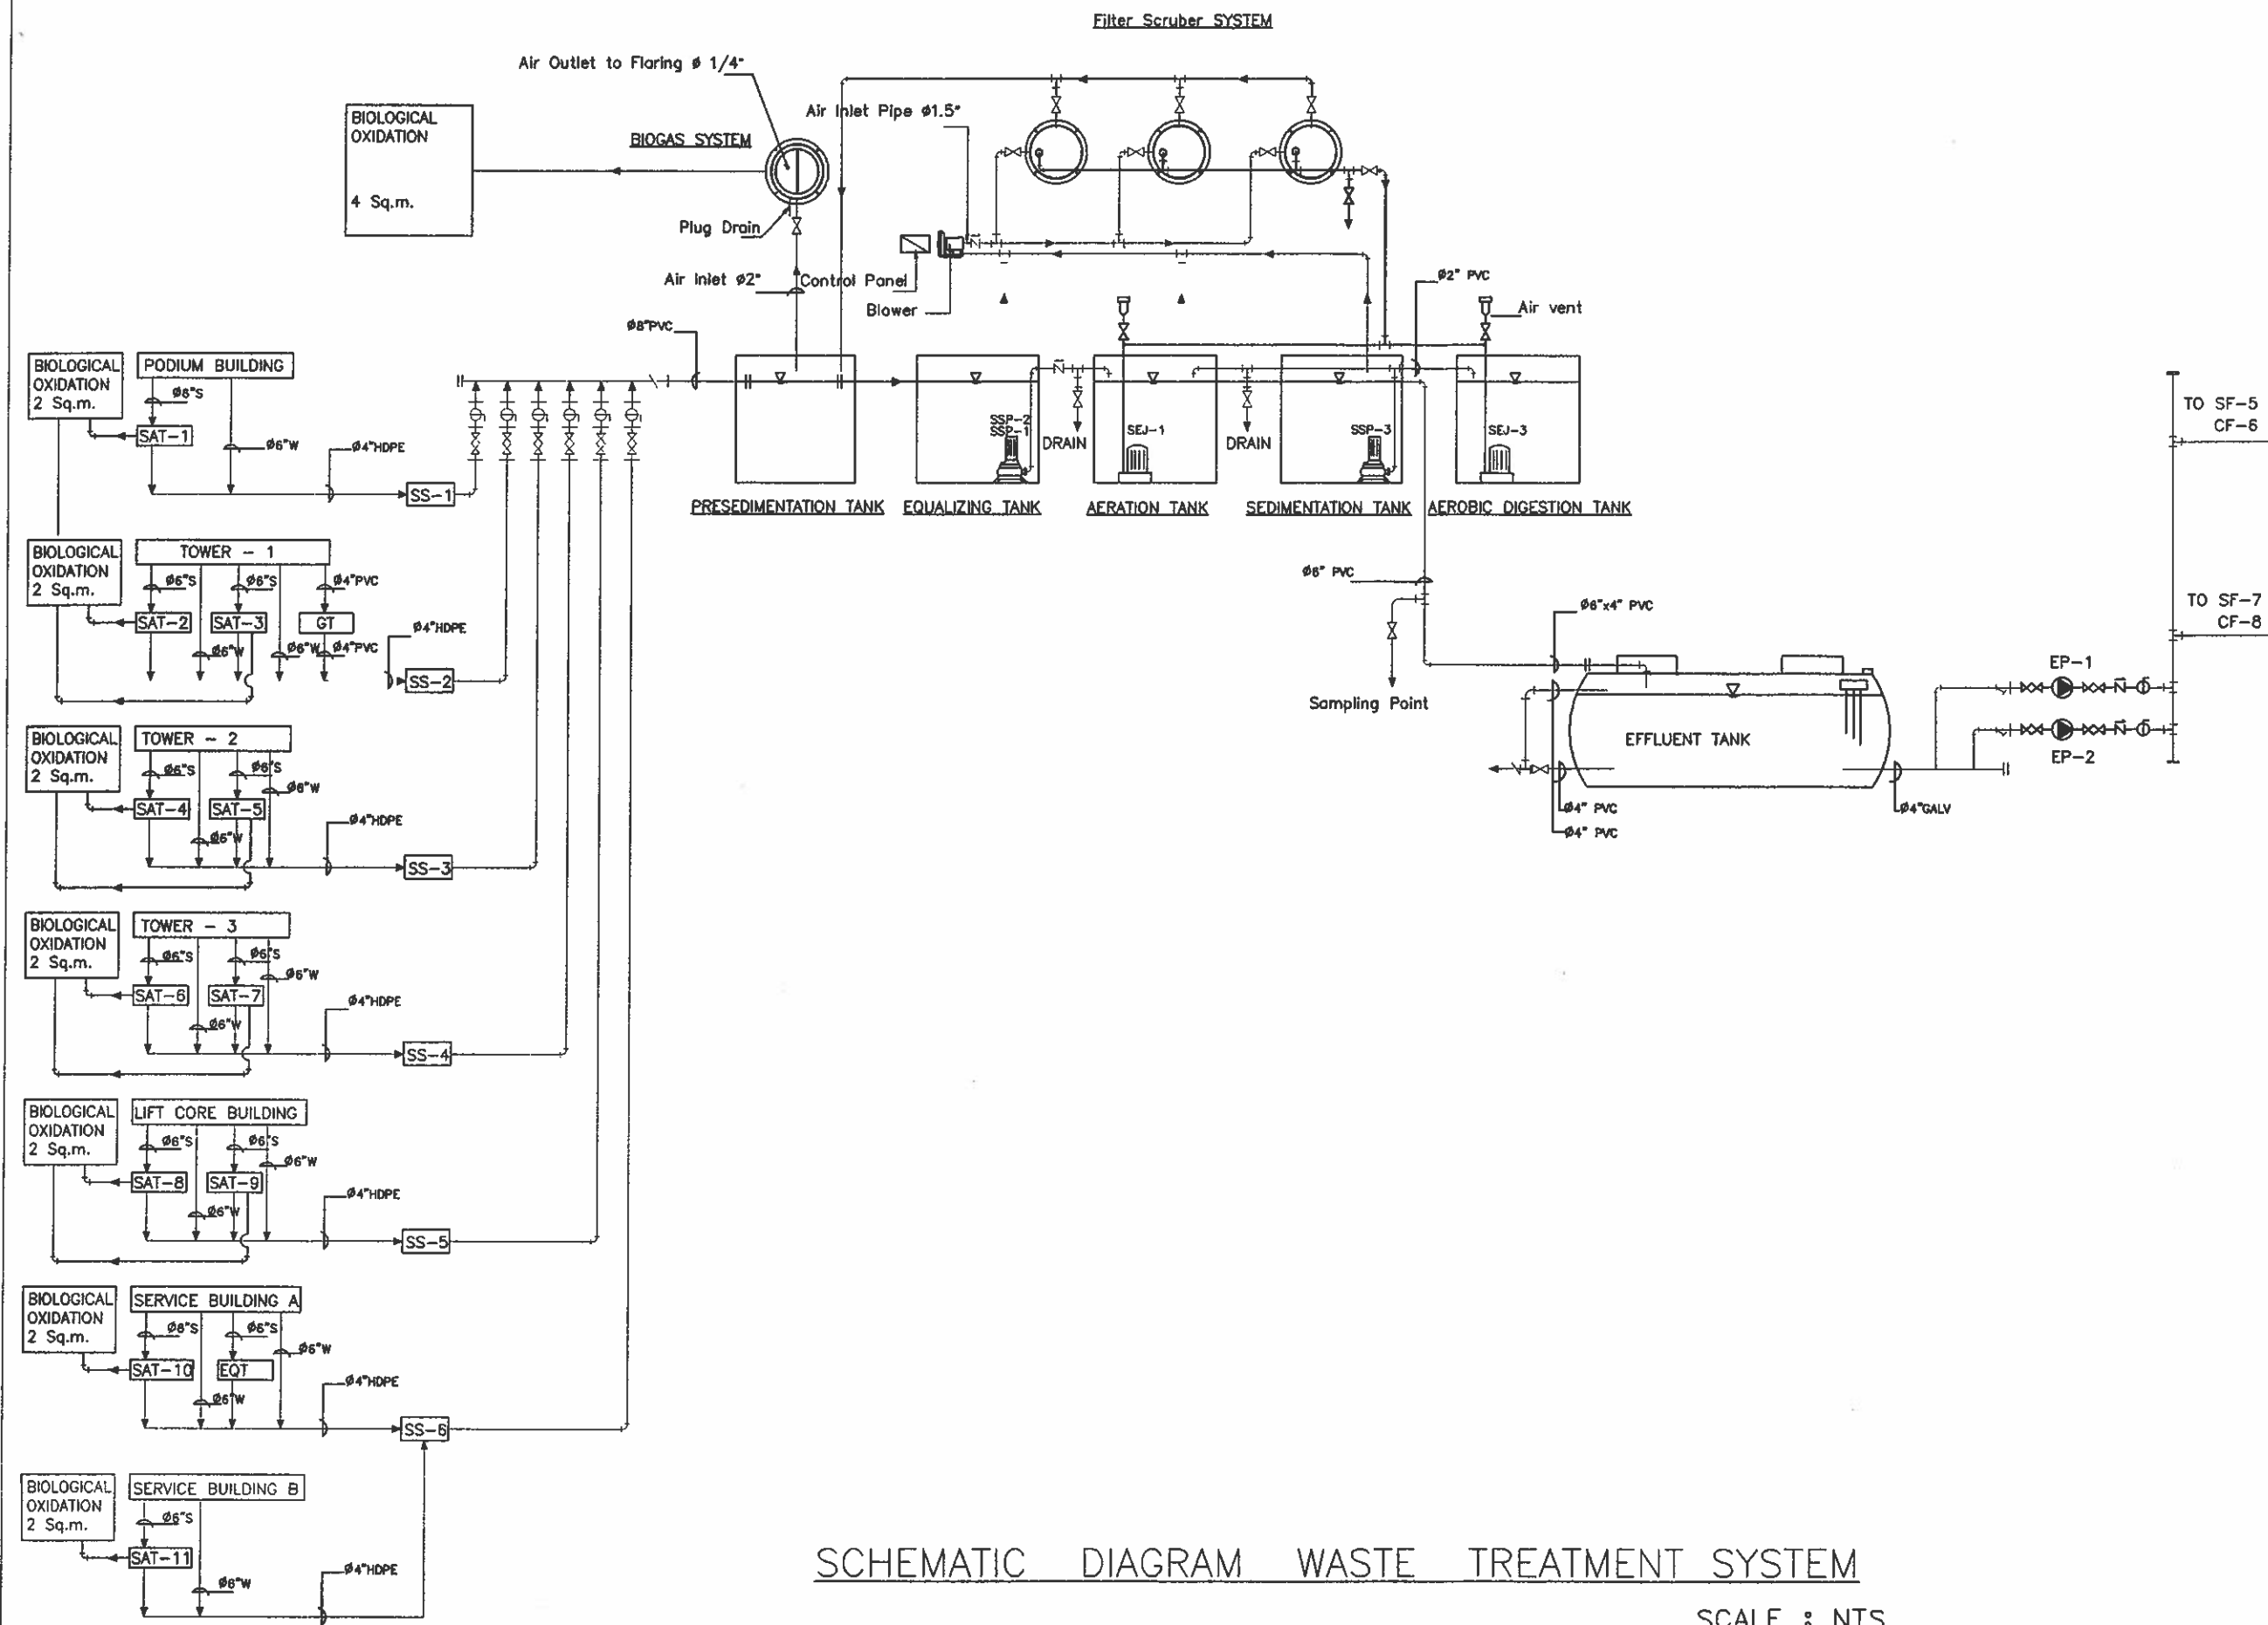 Filter Scruber SYSTEM
Air Outlet to Flaring ø 1/4"
Air Inlet Pipe ø1.5"
BIOLOGICAL
OXIDATION
4 Sq.m.
BIOGAS SYSTEM
Plug Drain
Air Inlet ø2"
Control Panel
Blower
ø2" PVC
Air vent
ø8"PVC
SSP-2
SSP-1
DRAIN
SEJ-1
DRAIN
SSP-3
SEJ-3
PRESEDIMENTATION TANK
EQUALIZING TANK
AERATION TANK
SEDIMENTATION TANK
AEROBIC DIGESTION TANK
TO SF-5
CF-6
TO SF-7
CF-8
ø6" PVC
Sampling Point
ø6"x4" PVC
EFFLUENT TANK
EP-1
EP-2
ø4" PVC
ø4" PVC
ø4"GALV
BIOLOGICAL
OXIDATION
2 Sq.m.
PODIUM BUILDING
ø6"S
SAT-1
ø6"W
ø4"HDPE
SS-1
BIOLOGICAL
OXIDATION
2 Sq.m.
TOWER - 1
ø6"S
ø6"S
ø4"PVC
SAT-2
SAT-3
GT
ø6"W
ø6"W
ø4"PVC
ø4"HDPE
SS-2
BIOLOGICAL
OXIDATION
2 Sq.m.
TOWER - 2
ø6"S
ø6"S
ø6"W
SAT-4
SAT-5
ø6"W
ø4"HDPE
SS-3
BIOLOGICAL
OXIDATION
2 Sq.m.
TOWER - 3
ø6"S
ø6"S
ø6"W
SAT-6
SAT-7
ø6"W
ø4"HDPE
SS-4
BIOLOGICAL
OXIDATION
2 Sq.m.
LIFT CORE BUILDING
ø6"S
ø6"S
ø6"W
SAT-8
SAT-9
ø6"W
ø4"HDPE
SS-5
BIOLOGICAL
OXIDATION
2 Sq.m.
SERVICE BUILDING A
ø6"S
ø6"S
ø6"W
SAT-10
EQT
ø6"W
ø4"HDPE
SS-6
BIOLOGICAL
OXIDATION
2 Sq.m.
SERVICE BUILDING B
ø6"S
SAT-11
ø6"W
ø4"HDPE
SCHEMATIC DIAGRAM WASTE TREATMENT SYSTEM
SCALE : NTS